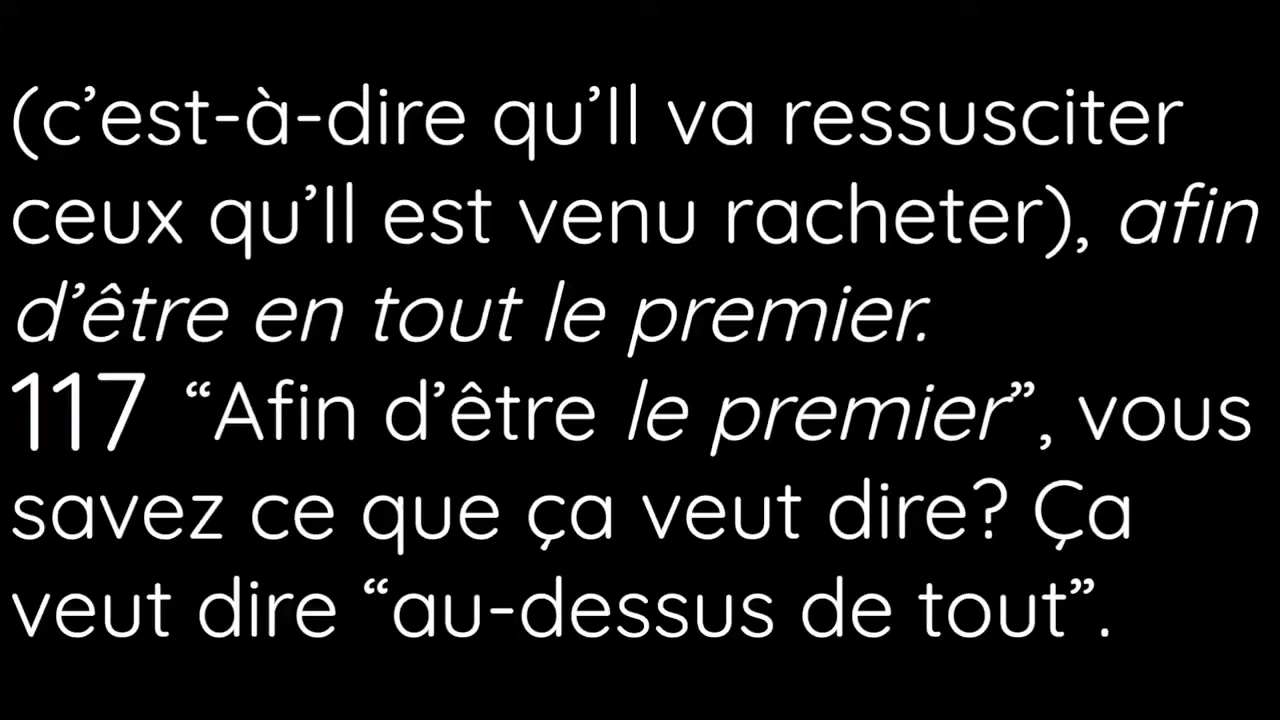 (c’est-à-dire qu’Il va ressusciter
ceux qu’Il est venu racheter), afin
d’être en tout le premier.
117 “Afin d’être le premier”, vous
savez ce que ça veut dire? Ça
veut dire “au-dessus de tout”.